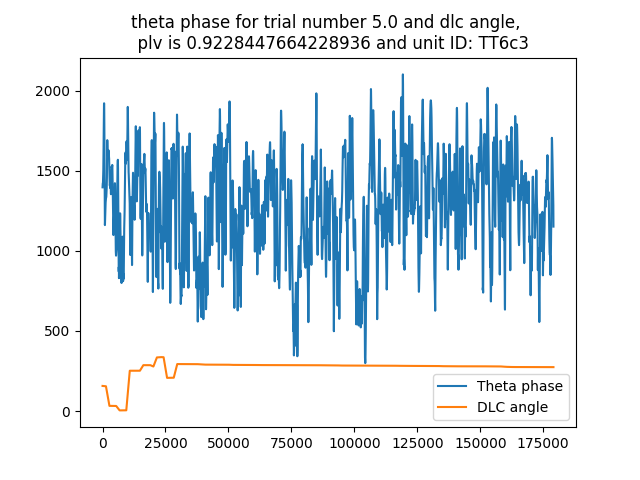 theta phase for trial number 5.0 and dlc angle,
plv is 0.9228447664228936 and unit ID: TT6c3
2000
1500
1000
500
0
Theta phase
DLC angle
0 25000 50000 75000 100000 125000 150000 175000